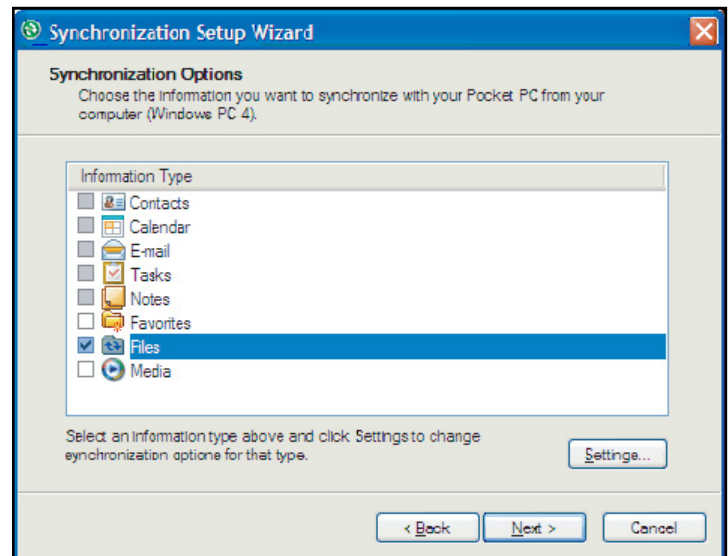 Synchronization Setup Wizard
Synchronization Options
Choose the information you want to synchronize with your Pocket PC from your
computer (Windows PC 4).
Information Type
Contacts
Calendar
E-mail
Tasks
Notes
Favorites
Files
Media
Select an information type above and click Settings to change
synchronization options for that type.
Settings...
< Back
Next >
Cancel